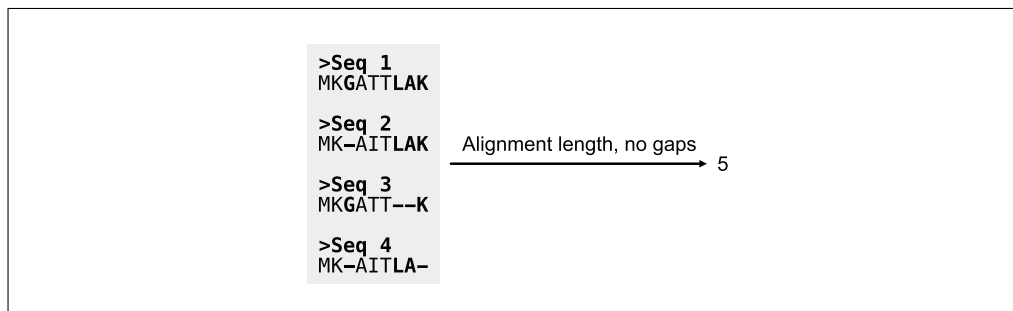 >Seq 1
MKGATTLAK
>Seq 2
MK-AITLAK
>Seq 3
MKGATT--K
>Seq 4
MK-AITLA-
Alignment length, no gaps
5